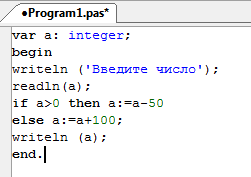 ●Program1.pas*
var a: integer;
begin
writeln ('Введите число');
readln(a);
if a>0 then a:=a-50
else a:=a+100;
writeln (a);
end.